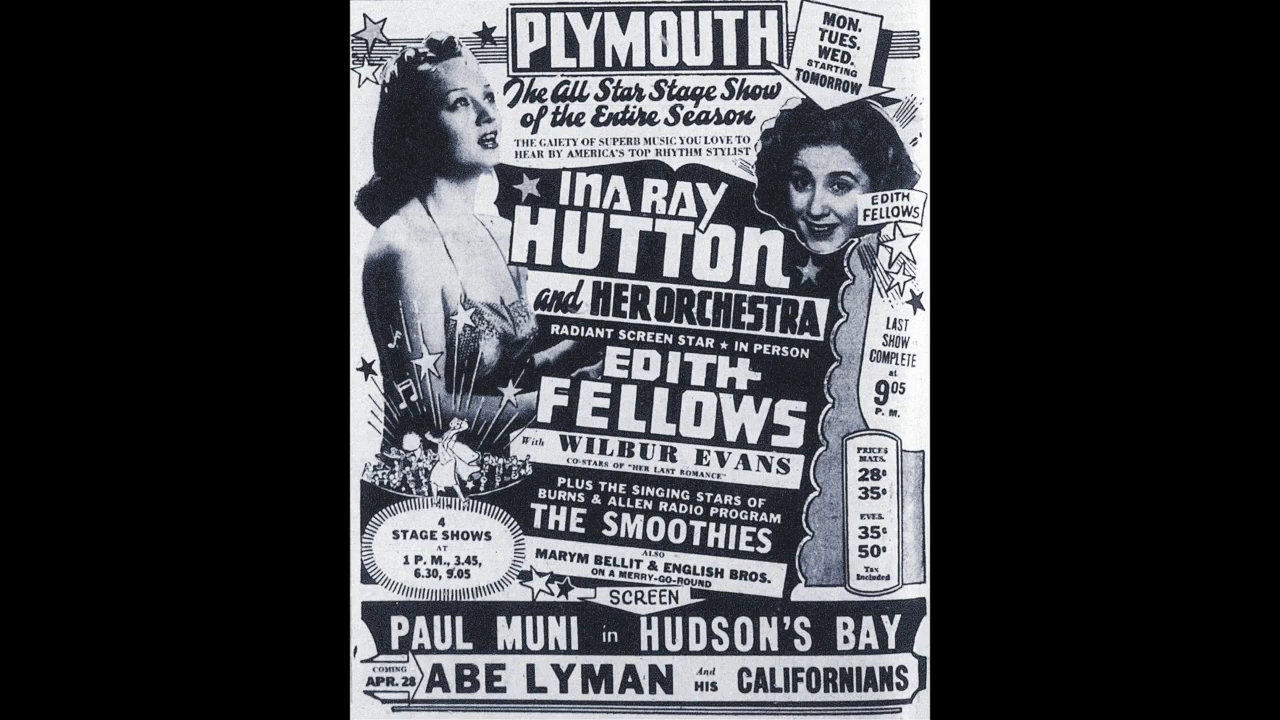 PLYMOUTH
MON.
TUES.
WED.
STARTING
TOMORROW
The All Star Stage Show
of the Entire Season
THE GAIETY OF SUPERB MUSIC YOU LOVE TO
HEAR BY AMERICA'S TOP RHYTHM STYLIST
INA RAY
HUTTON
and HER ORCHESTRA
EDITH
FELLOWS
RADIANT SCREEN STAR ★ IN PERSON
EDITH
FELLOWS
With WILBUR EVANS
CO-STARS OF "HER LAST ROMANCE"
PLUS THE SINGING STARS OF
BURNS & ALLEN RADIO PROGRAM
THE SMOOTHIES
ALSO
MARYM BELLIT & ENGLISH BROS.
ON A MERRY-GO-ROUND
LAST
SHOW
COMPLETE
at
9 05
P. M.
PRICES
MATS.
28¢
35¢
EVES.
35¢
50¢
Tax
Included
4
STAGE SHOWS
AT
1 P. M., 3.45,
6.30, 9.05
SCREEN
PAUL MUNI in HUDSON'S BAY
COMING
APR. 28
ABE LYMAN And HIS CALIFORNIANS